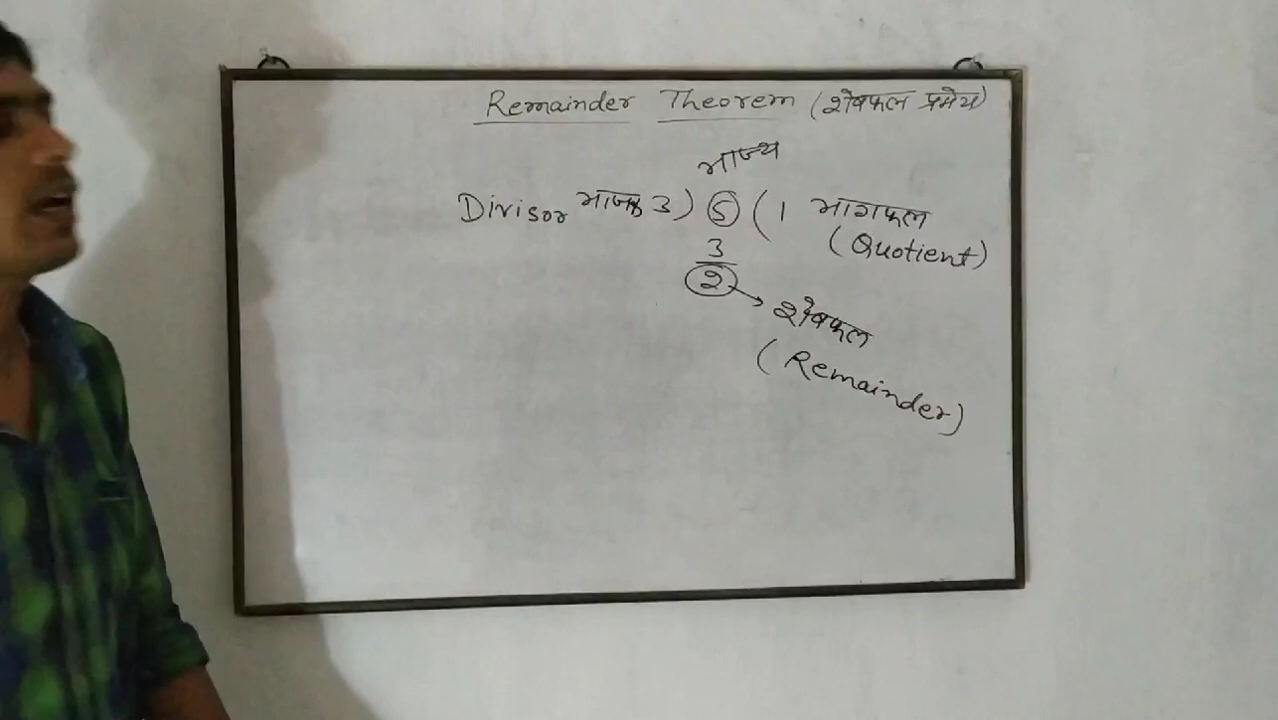 Remainder Theorem (शेषफल प्रमेय)
भाज्य
Divisor भाजक 3) 5 (1 भागफल
(Quotient)
3
2
शेषफल
(Remainder)